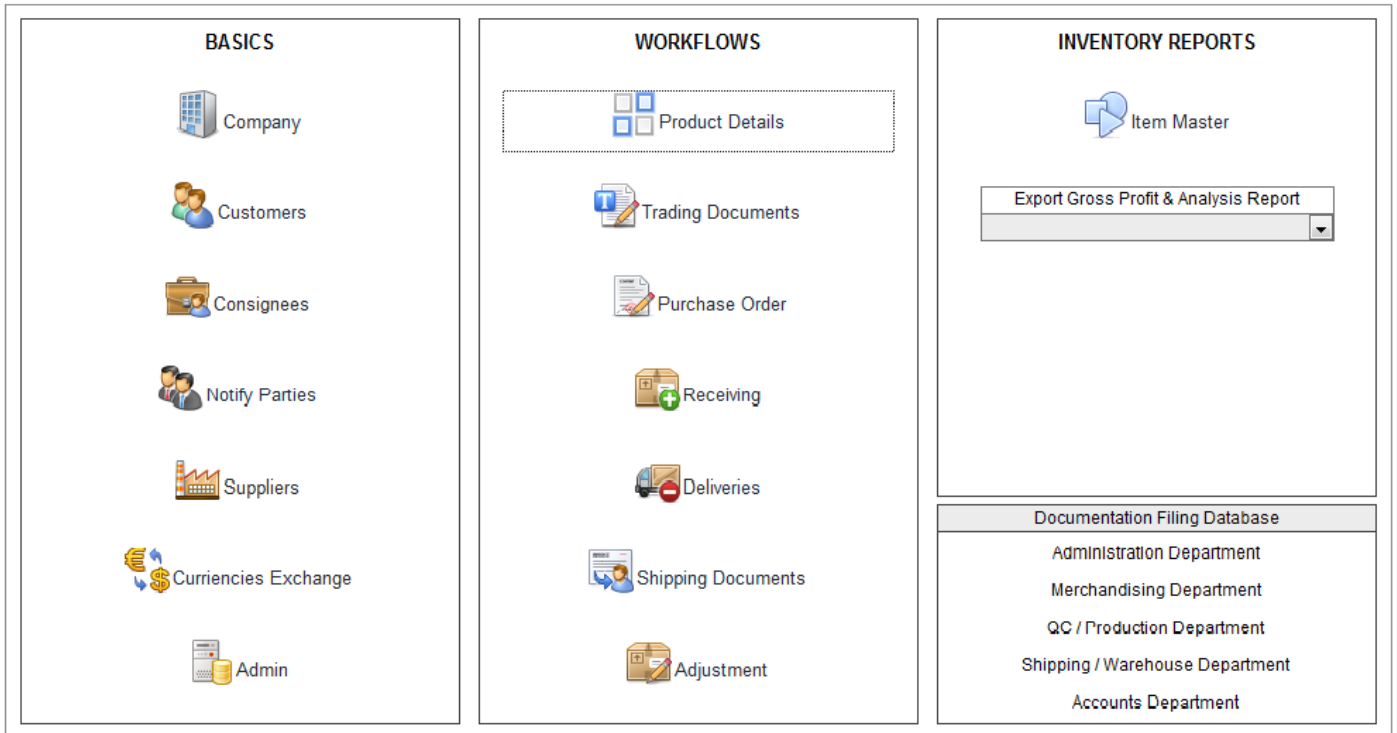 BASICS
Company
Customers
Consignees
Notify Parties
Suppliers
Curriencies Exchange
Admin
WORKFLOWS
Product Details
Trading Documents
Purchase Order
Receiving
Deliveries
Shipping Documents
Adjustment
INVENTORY REPORTS
Item Master
Export Gross Profit & Analysis Report
Documentation Filing Database
Administration Department
Merchandising Department
QC / Production Department
Shipping / Warehouse Department
Accounts Department